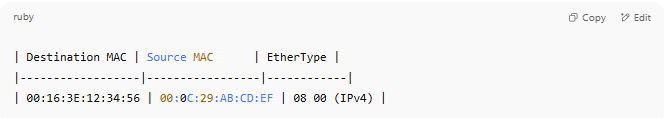 ruby Copy Edit
| Destination MAC | Source MAC | EtherType |
|------------------|-----------------|------------|
| 00:16:3E:12:34:56 | 00:0C:29:AB:CD:EF | 08 00 (IPv4) |